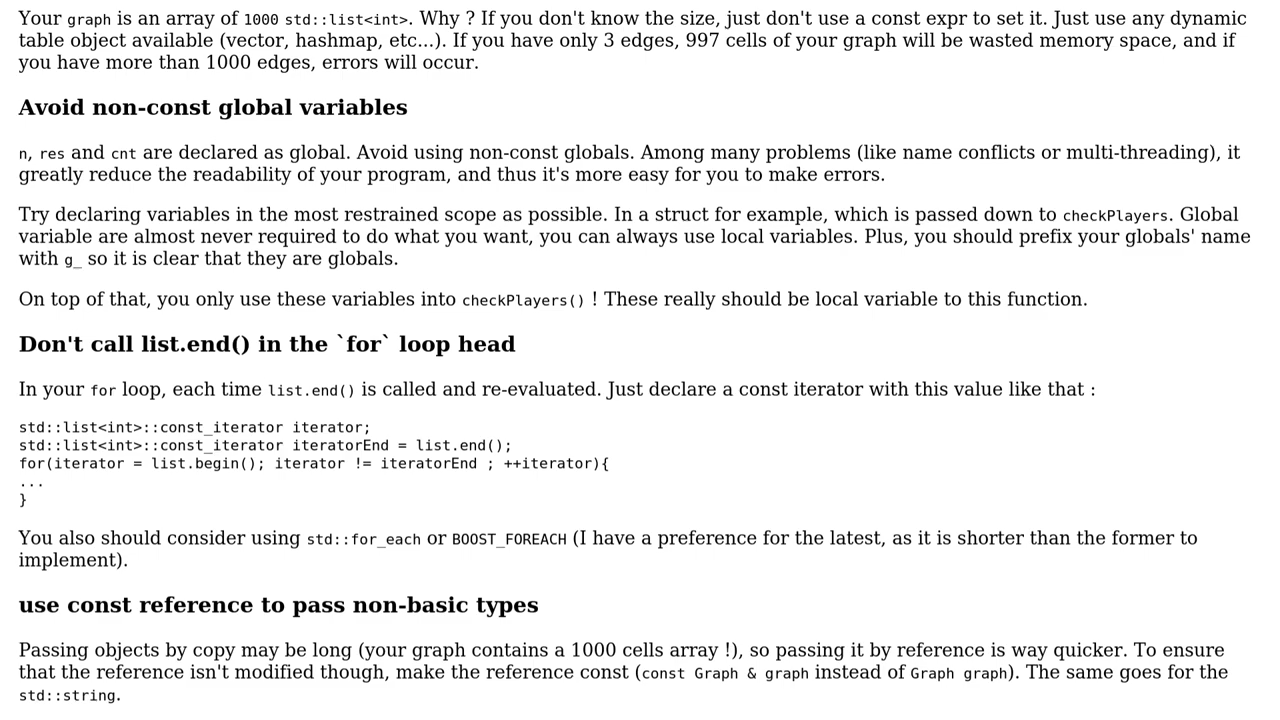 Your graph is an array of 1000 std::list<int>. Why ? If you don't know the size, just don't use a const expr to set it. Just use any dynamic
table object available (vector, hashmap, etc...). If you have only 3 edges, 997 cells of your graph will be wasted memory space, and if
you have more than 1000 edges, errors will occur.
Avoid non-const global variables
n, res and cnt are declared as global. Avoid using non-const globals. Among many problems (like name conflicts or multi-threading), it
greatly reduce the readability of your program, and thus it's more easy for you to make errors.
Try declaring variables in the most restrained scope as possible. In a struct for example, which is passed down to checkPlayers. Global
variable are almost never required to do what you want, you can always use local variables. Plus, you should prefix your globals' name
with g_ so it is clear that they are globals.
On top of that, you only use these variables into checkPlayers() ! These really should be local variable to this function.
Don't call list.end() in the `for` loop head
In your for loop, each time list.end() is called and re-evaluated. Just declare a const iterator with this value like that :
std::list<int>::const_iterator iterator;
std::list<int>::const_iterator iteratorEnd = list.end();
for(iterator = list.begin(); iterator != iteratorEnd ; ++iterator){
...
}
You also should consider using std::for_each or BOOST_FOREACH (I have a preference for the latest, as it is shorter than the former to
implement).
use const reference to pass non-basic types
Passing objects by copy may be long (your graph contains a 1000 cells array !), so passing it by reference is way quicker. To ensure
that the reference isn't modified though, make the reference const (const Graph & graph instead of Graph graph). The same goes for the
std::string.